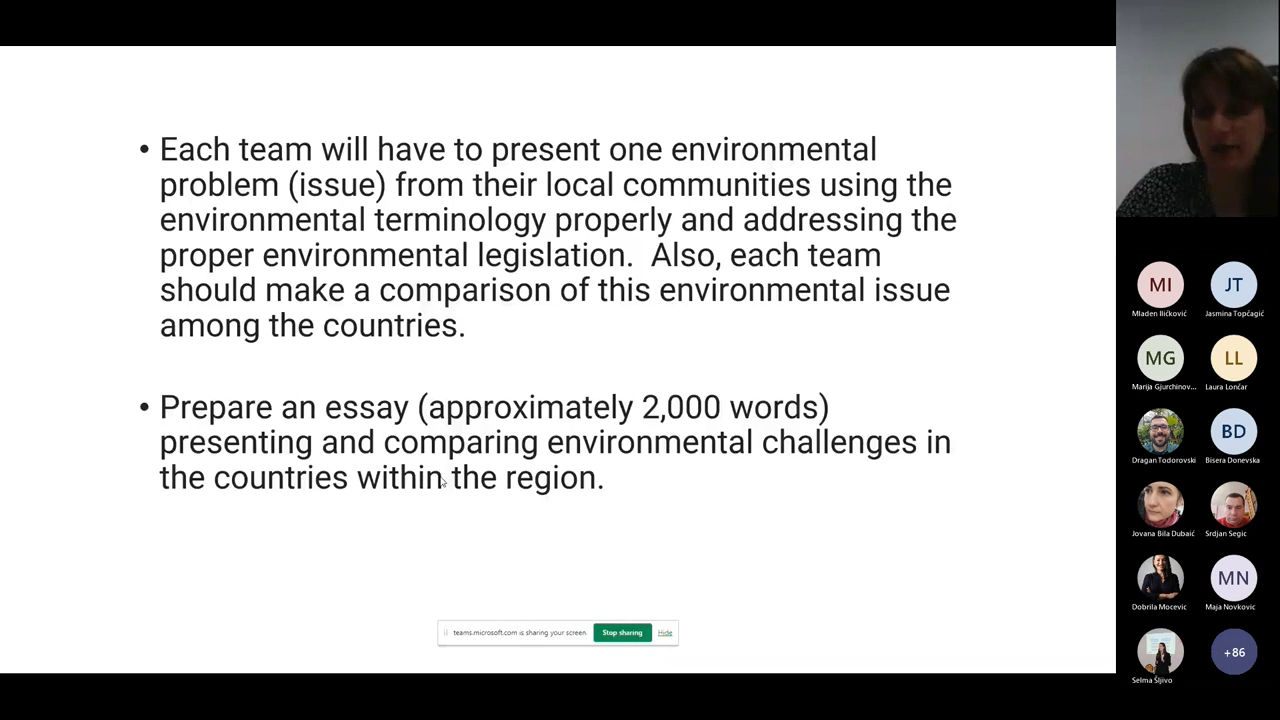 • Each team will have to present one environmental
problem (issue) from their local communities using the
environmental terminology properly and addressing the
proper environmental legislation. Also, each team
should make a comparison of this environmental issue
among the countries.
• Prepare an essay (approximately 2,000 words)
presenting and comparing environmental challenges in
the countries within the region.
teams.microsoft.com is sharing your screen. Stop sharing Hide
MI JT
Mladen Iličković Jasmina Topčagić
MG LL
Marija Gjurchinov... Laura Lončar
BD
Dragan Todorovski Bisera Donevska
Jovana Bila Dubaić Srdjan Segic
MN
Dobrila Mocevic Maja Novkovic
+86
Selma Šljivo